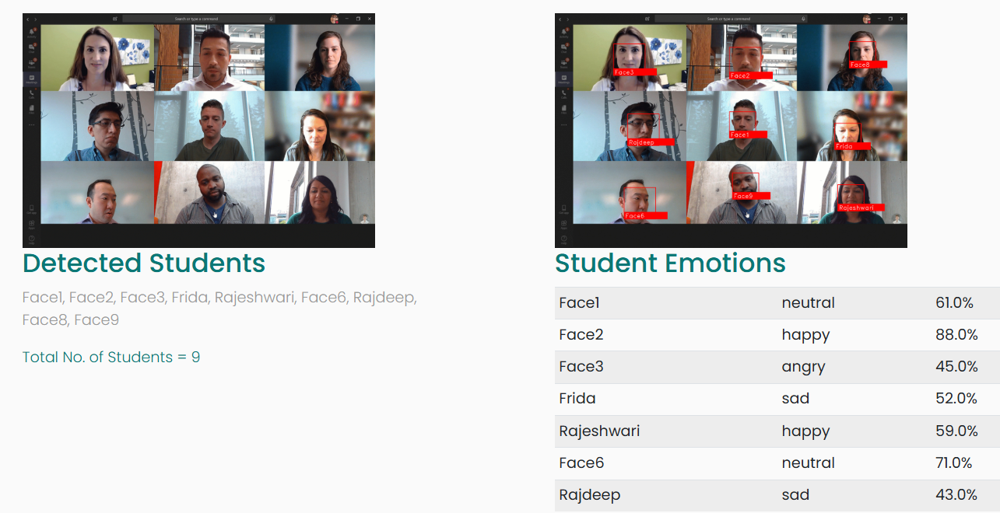 Search or type a command
Search or type a command
Face3
Face2
Face8
Rajdeep
Face1
Frida
Face6
Face9
Rajeshwari
Detected Students
Face1, Face2, Face3, Frida, Rajeshwari, Face6, Rajdeep,
Face8, Face9
Total No. of Students = 9
Student Emotions
Face1 neutral 61.0%
Face2 happy 88.0%
Face3 angry 45.0%
Frida sad 52.0%
Rajeshwari happy 59.0%
Face6 neutral 71.0%
Rajdeep sad 43.0%